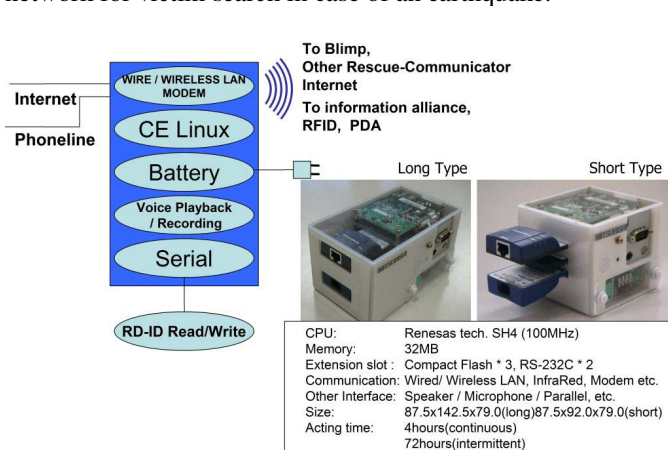 network for victim search in case of an earthquake.
To Blimp,
Other Rescue-Communicator
Internet
To information alliance,
RFID, PDA
WIRE / WIRELESS LAN
MODEM
Internet
Phoneline
CE Linux
Battery
Voice Playback
/ Recording
Serial
RD-ID Read/Write
Long Type
Short Type
CPU: Renesas tech. SH4 (100MHz)
Memory: 32MB
Extension slot : Compact Flash * 3, RS-232C * 2
Communication: Wired/ Wireless LAN, InfraRed, Modem etc.
Other Interface: Speaker / Microphone / Parallel, etc.
Size: 87.5x142.5x79.0(long)87.5x92.0x79.0(short)
Acting time: 4hours(continuous)
72hours(intermittent)